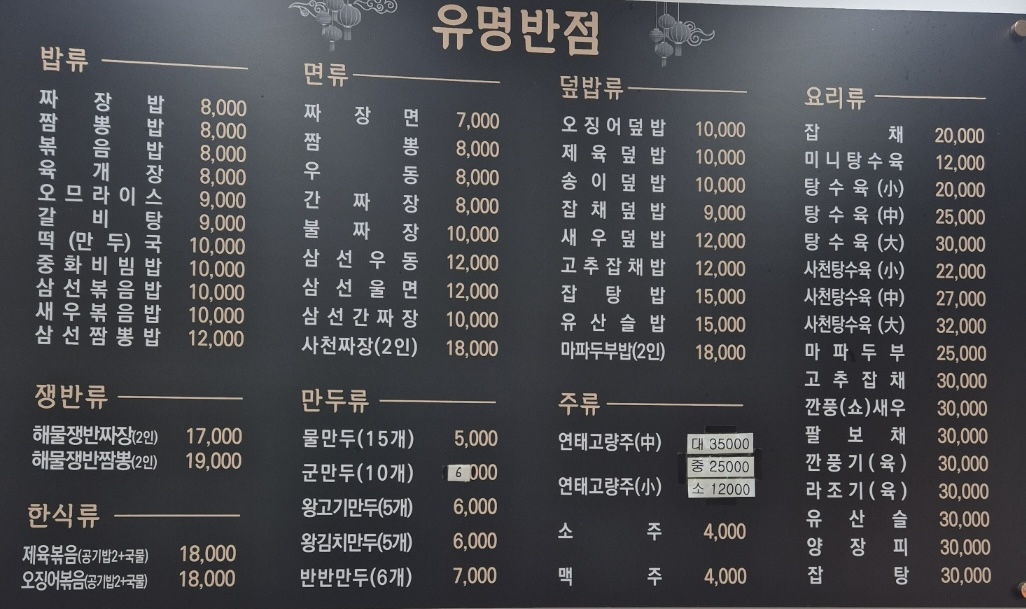 유명반점
밥류
짜장밥 8,000
짬뽕밥 8,000
볶음밥 8,000
육개장 8,000
오므라이스 9,000
갈비탕 9,000
떡(만두)국 10,000
중화비빔밥 10,000
삼선볶음밥 10,000
새우볶음밥 10,000
삼선짬뽕밥 12,000
쟁반류
해물쟁반짜장(2인) 17,000
해물쟁반짬뽕(2인) 19,000
한식류
제육볶음(공기밥2+국물) 18,000
오징어볶음(공기밥2+국물) 18,000
면류
짜장면 7,000
짬뽕 8,000
우동 8,000
간짜장 8,000
불짜장 10,000
삼선우동 12,000
삼선울면 12,000
삼선간짜장 10,000
사천짜장(2인) 18,000
만두류
물만두(15개) 5,000
군만두(10개) 6000
왕고기만두(5개) 6,000
왕김치만두(5개) 6,000
반반만두(6개) 7,000
덮밥류
오징어덮밥 10,000
제육덮밥 10,000
송이덮밥 10,000
잡채덮밥 9,000
새우덮밥 12,000
고추잡채밥 12,000
잡탕밥 15,000
유산슬밥 15,000
마파두부밥(2인) 18,000
주류
연태고량주(中) 대 35000
중 25000
연태고량주(小) 소 12000
소주 4,000
맥주 4,000
요리류
잡채 20,000
미니탕수육 12,000
탕수육(小) 20,000
탕수육(中) 25,000
탕수육(大) 30,000
사천탕수육(小) 22,000
사천탕수육(中) 27,000
사천탕수육(大) 32,000
마파두부 25,000
고추잡채 30,000
깐풍(쇼)새우 30,000
팔보채 30,000
깐풍기(육) 30,000
라조기(육) 30,000
유산슬 30,000
양장피 30,000
잡탕 30,000